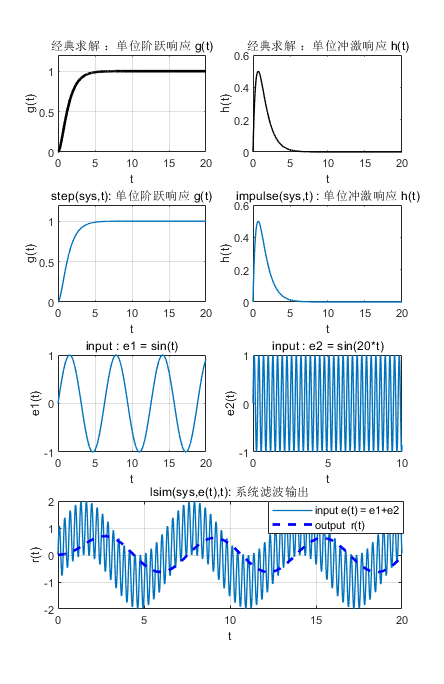 经典求解 ：单位阶跃响应 g(t)
1
0.5
0
g(t)
0 5 10 15 20
t
经典求解 ：单位冲激响应 h(t)
0.6
0.4
0.2
0
h(t)
0 5 10 15 20
t
step(sys,t): 单位阶跃响应 g(t)
1
0.5
0
g(t)
0 5 10 15 20
impulse(sys,t) : 单位冲激响应 h(t)
0.6
0.4
0.2
0
h(t)
0 5 10 15 20
input : e1 = sin(t)
1
0
-1
e1(t)
0 5 10 15 20
input : e2 = sin(20*t)
1
0
-1
e2(t)
0 5 10
lsim(sys,e(t),t): 系统滤波输出
2
1
0
-1
-2
r(t)
input e(t) = e1+e2
output r(t)
0 5 10 15 20
t